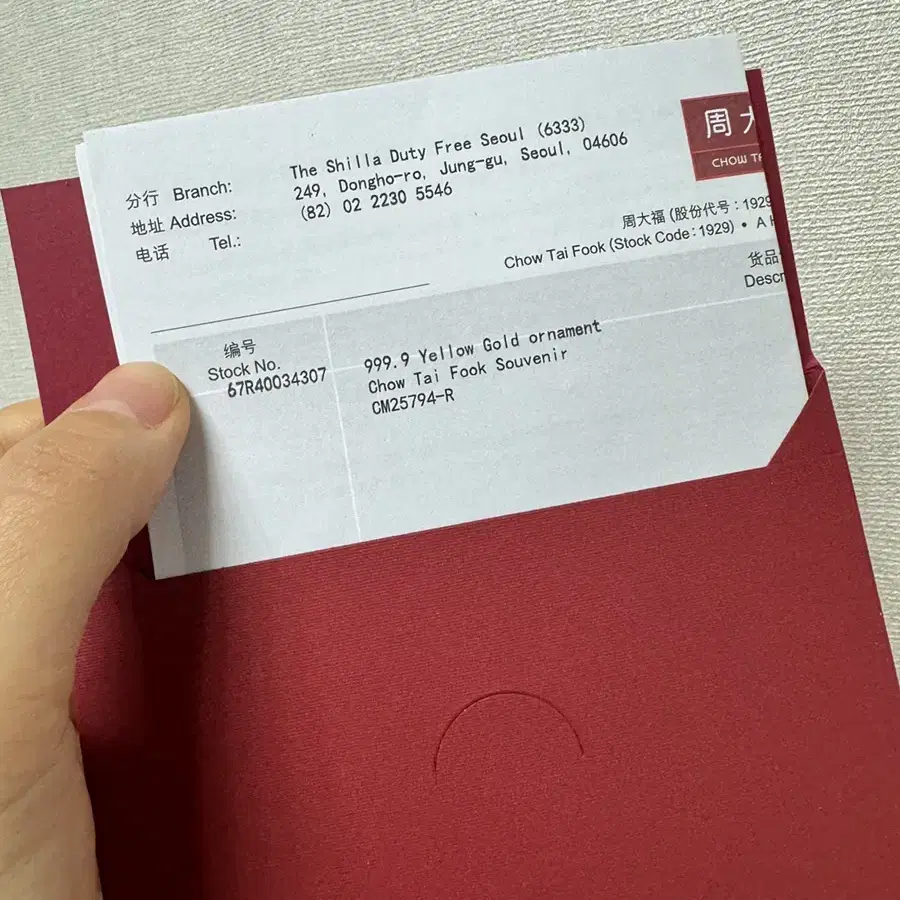 分行 Branch: The Shilla Duty Free Seoul (6333)
地址 Address: 249, Dongho-ro, Jung-gu, Seoul, 04606
电话 Tel.: (82) 02 2230 5546
周大
CHOW T
周大福 (股份代号 : 1929
Chow Tai Fook (Stock Code: 1929) • A
货品
Descr
编号
Stock No.
67R40034307
999.9 Yellow Gold ornament
Chow Tai Fook Souvenir
CM25794-R